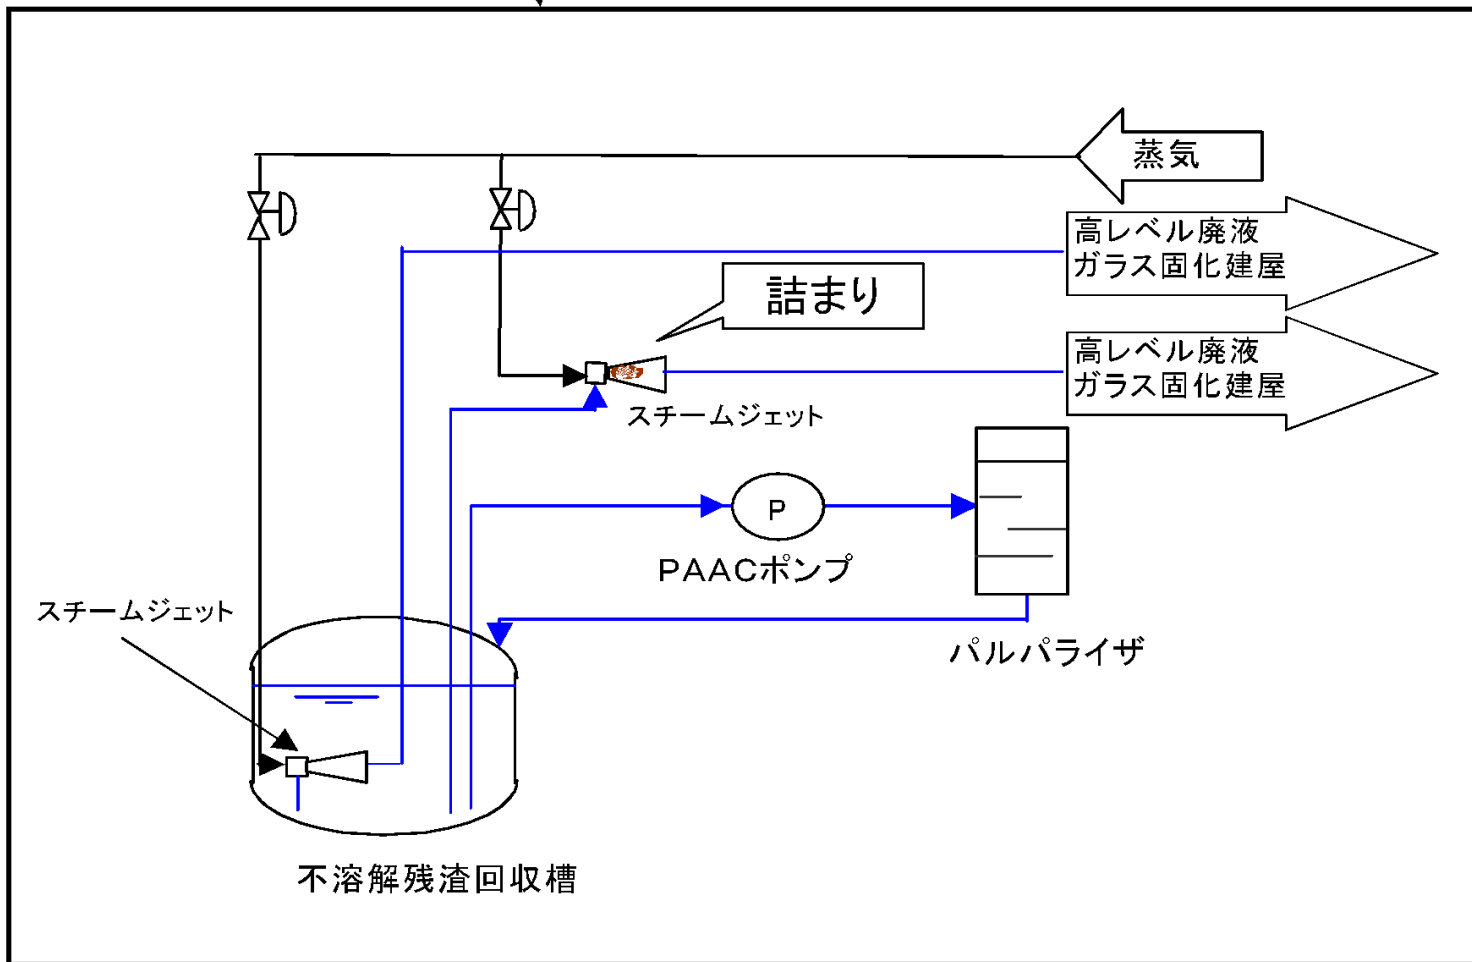 蒸気
高レベル廃液
ガラス固化建屋
詰まり
高レベル廃液
ガラス固化建屋
スチームジェット
P
PAACポンプ
スチームジェット
パルパライザ
不溶解残渣回収槽